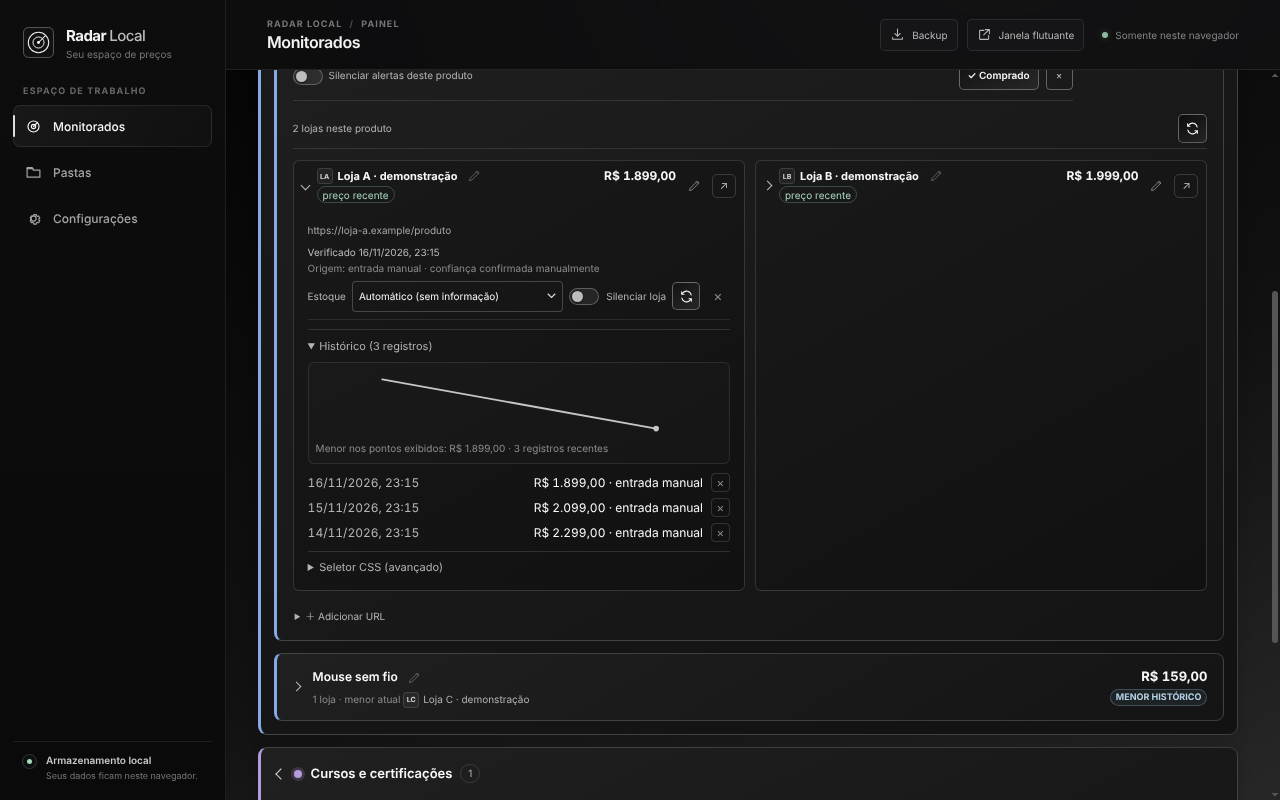 Radar Local
Seu espaço de preços
ESPAÇO DE TRABALHO
Monitorados
Pastas
Configurações
Armazenamento local
Seus dados ficam neste navegador.
RADAR LOCAL / PAINEL
Monitorados
Backup
Janela flutuante
Somente neste navegador
Silenciar alertas deste produto
✓ Comprado ×
2 lojas neste produto
LA Loja A · demonstração R$ 1.899,00
preço recente
https://loja-a.example/produto
Verificado 16/11/2026, 23:15
Origem: entrada manual · confiança confirmada manualmente
Estoque Automático (sem informação) Silenciar loja ×
▼ Histórico (3 registros)
Menor nos pontos exibidos: R$ 1.899,00 · 3 registros recentes
16/11/2026, 23:15 R$ 1.899,00 · entrada manual ×
15/11/2026, 23:15 R$ 2.099,00 · entrada manual ×
14/11/2026, 23:15 R$ 2.299,00 · entrada manual ×
▶ Seletor CSS (avançado)
LB Loja B · demonstração R$ 1.999,00
preço recente
▶ + Adicionar URL
Mouse sem fio R$ 159,00
1 loja · menor atual LC Loja C · demonstração MENOR HISTÓRICO
Cursos e certificações 1